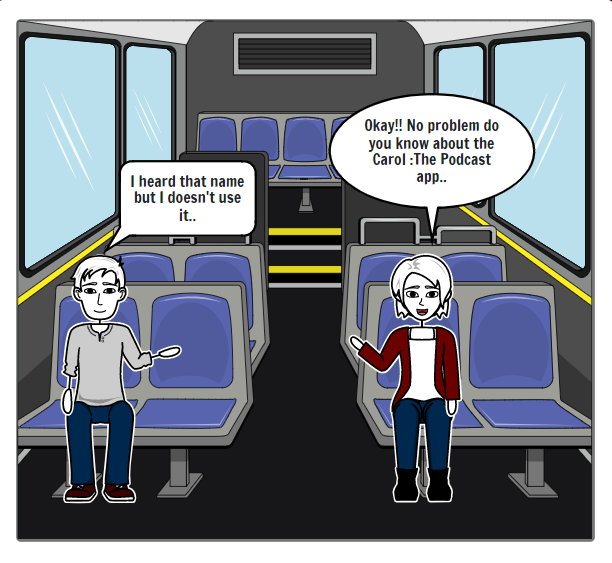 Okay!! No problem do
you know about the
Carol :The Podcast
app..
I heard that name
but I doesn't use
it..